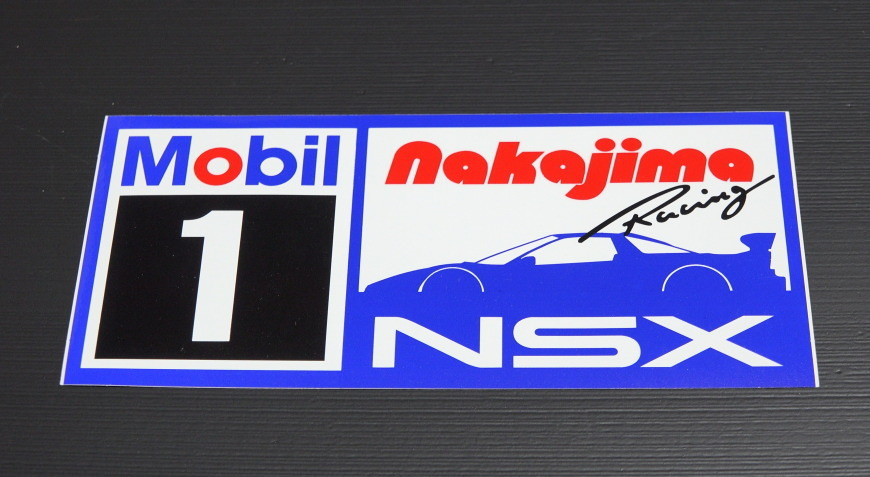 Mobil
1
nakajima
Racing
NSX